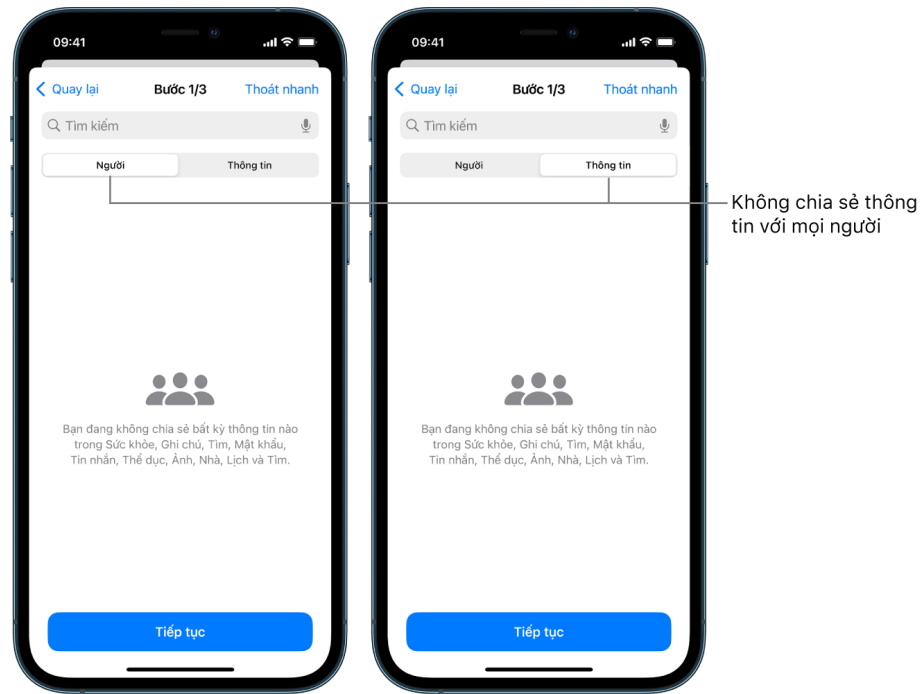 09:41
Quay lại
Bước 1/3
Thoát nhanh
Tìm kiếm
Người
Thông tin
Bạn đang không chia sẻ bất kỳ thông tin nào
trong Sức khỏe, Ghi chú, Tìm, Mật khẩu,
Tin nhắn, Thể dục, Ảnh, Nhà, Lịch và Tìm.
Tiếp tục
09:41
Quay lại
Bước 1/3
Thoát nhanh
Tìm kiếm
Người
Thông tin
Bạn đang không chia sẻ bất kỳ thông tin nào
trong Sức khỏe, Ghi chú, Tìm, Mật khẩu,
Tin nhắn, Thể dục, Ảnh, Nhà, Lịch và Tìm.
Tiếp tục
Không chia sẻ thông
tin với mọi người